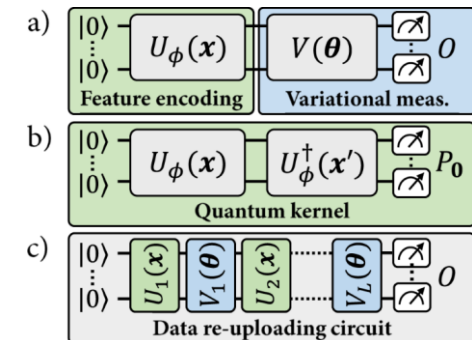 a) |0⟩ U_ϕ(𝒙) V(𝜽) O
|0⟩
Feature encoding Variational meas.
b) |0⟩ U_ϕ(𝒙) U_ϕ^†(𝒙′) P_𝟎
|0⟩
Quantum kernel
c) |0⟩ U_1(𝒙) V_1(𝜽) U_2(𝒙) V_L(𝜽) O
|0⟩
Data re-uploading circuit